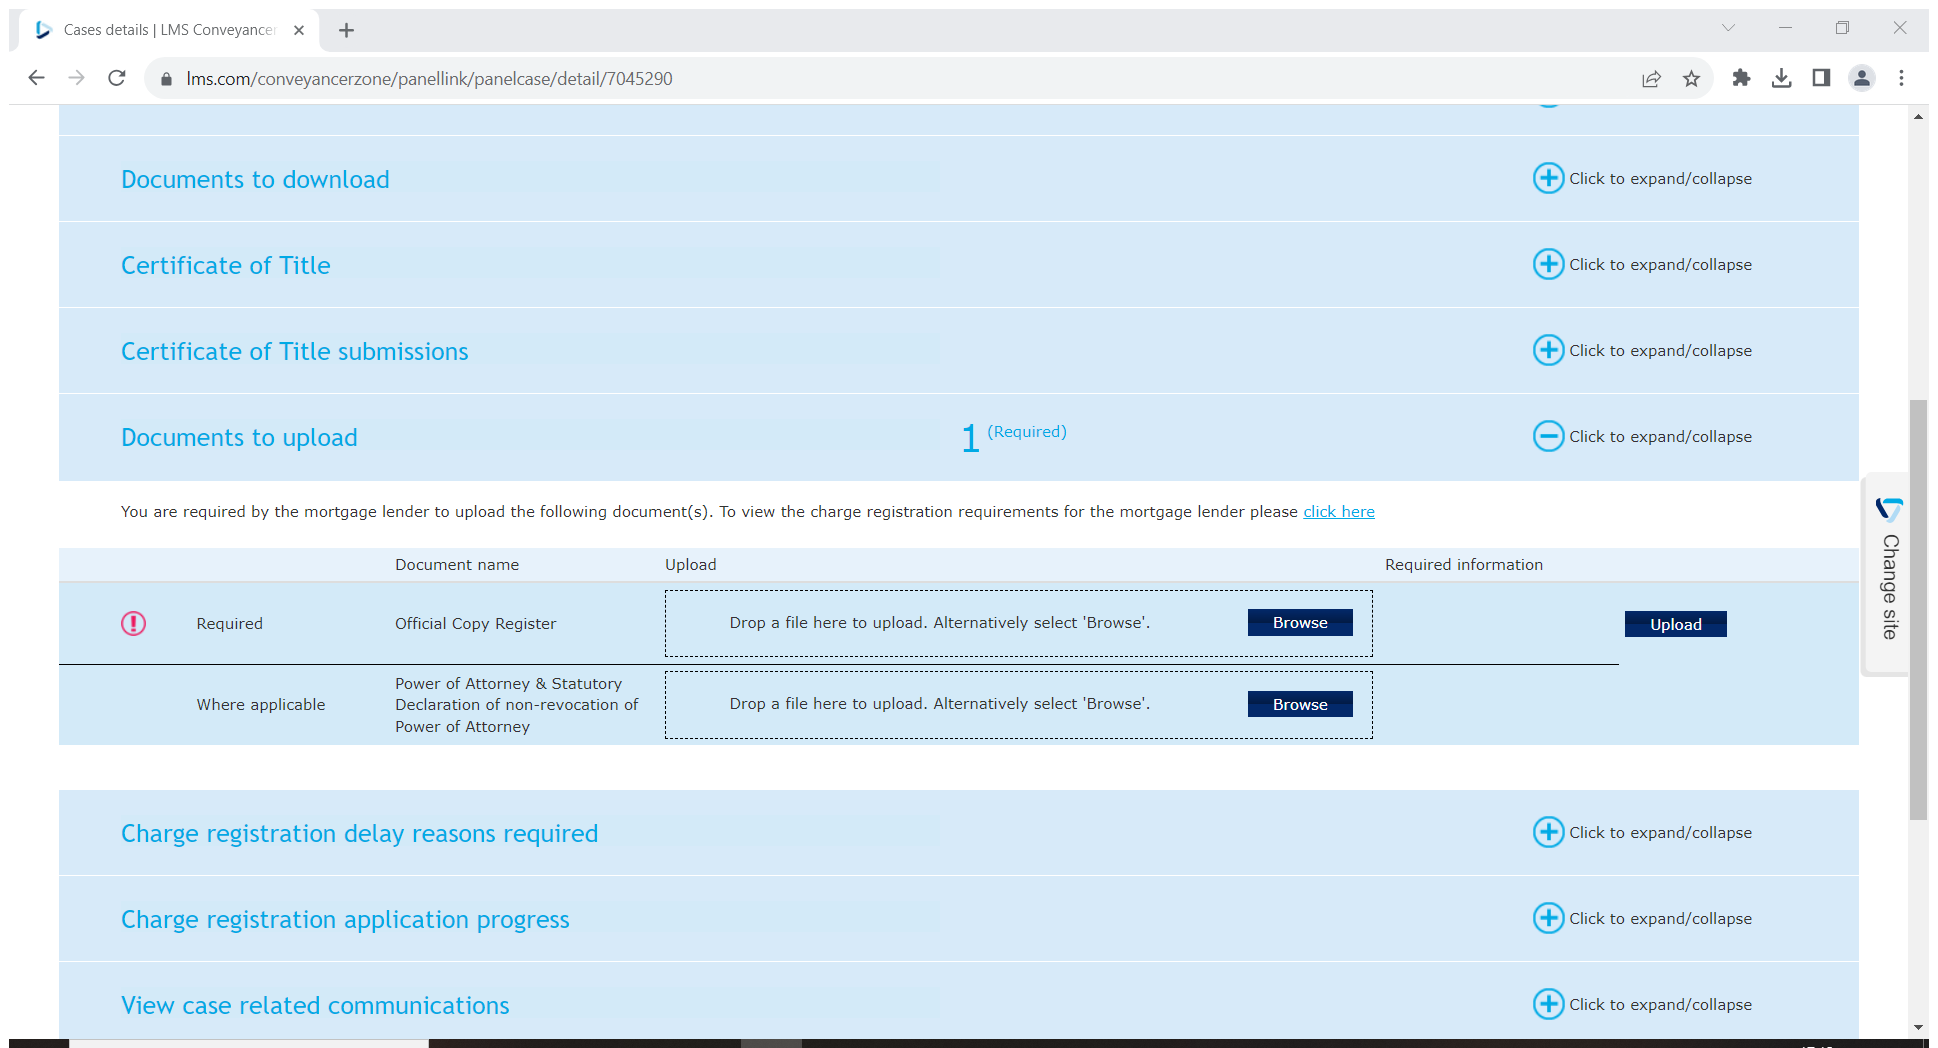 Cases details | LMS Conveyancer
lms.com/conveyancerzone/panellink/panelcase/detail/7045290
Documents to download
Click to expand/collapse
Certificate of Title
Click to expand/collapse
Certificate of Title submissions
Click to expand/collapse
Documents to upload
1 (Required)
Click to expand/collapse
You are required by the mortgage lender to upload the following document(s). To view the charge registration requirements for the mortgage lender please click here
Document name
Upload
Required information
Required
Official Copy Register
Drop a file here to upload. Alternatively select 'Browse'.
Browse
Upload
Where applicable
Power of Attorney & Statutory
Declaration of non-revocation of
Power of Attorney
Drop a file here to upload. Alternatively select 'Browse'.
Browse
Change site
Charge registration delay reasons required
Click to expand/collapse
Charge registration application progress
Click to expand/collapse
View case related communications
Click to expand/collapse